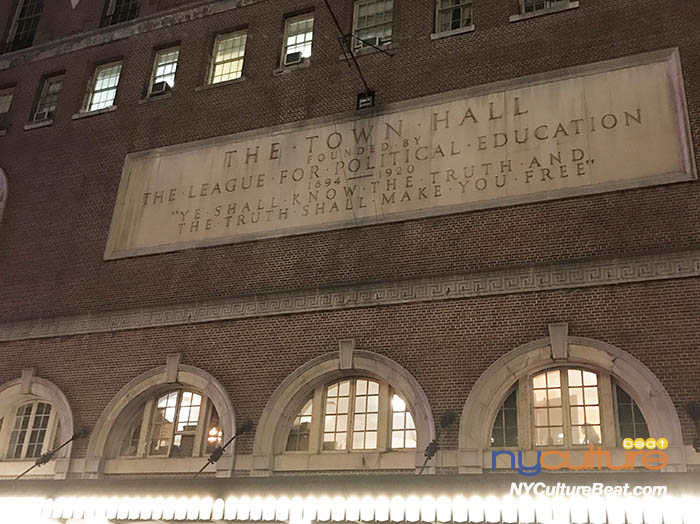 THE · TOWN · HALL
FOUNDED · BY
THE · LEAGUE · FOR · POLITICAL · EDUCATION
1894 — 1920
"YE · SHALL · KNOW · THE · TRUTH · AND
THE · TRUTH · SHALL · MAKE · YOU · FREE"
beat
nyculture
NYCultureBeat.com